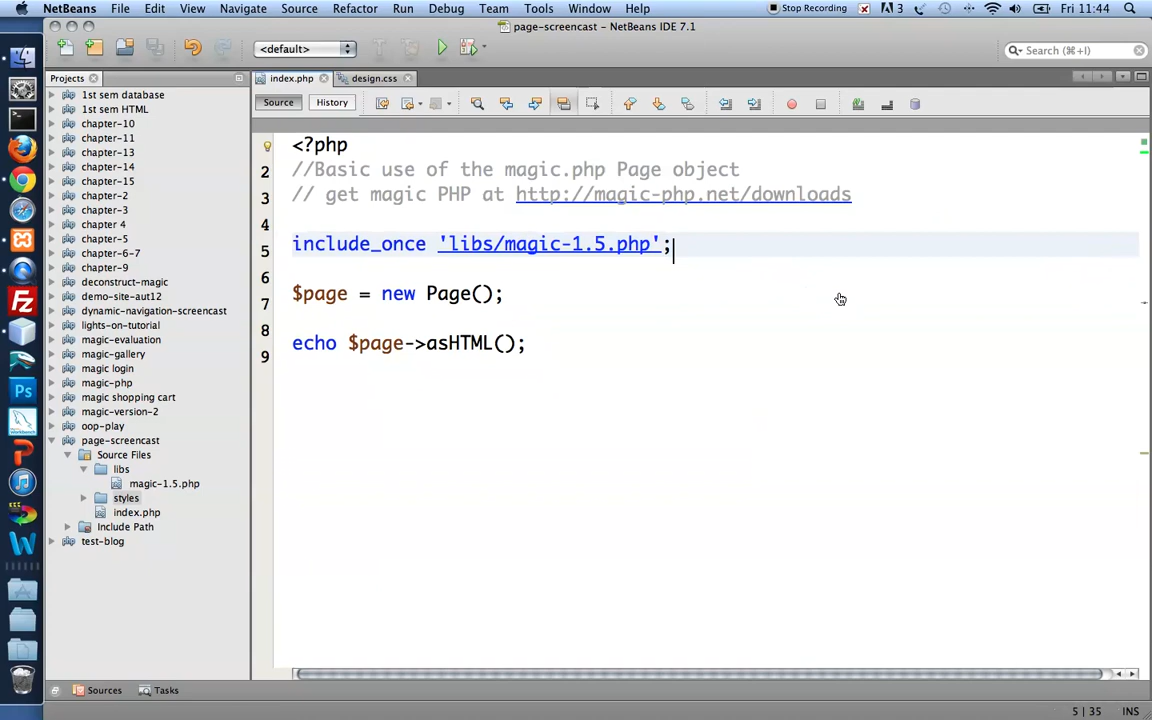 NetBeans File Edit View Navigate Source Refactor Run Debug Team Tools Window Help Stop Recording 3 Fri 11:44
page-screencast – NetBeans IDE 7.1
<default> Search (⌘+I)
Projects index.php design.css
Source History
1st sem database
1st sem HTML
chapter-10
chapter-11
chapter-13
chapter-14
chapter-15
chapter-2
chapter-3
chapter 4
chapter-5
chapter-6-7
chapter-9
deconstruct-magic
demo-site-aut12
dynamic-navigation-screencast
lights-on-tutorial
magic-evaluation
magic-gallery
magic login
magic-php
magic shopping cart
magic-version-2
oop-play
page-screencast
Source Files
libs
magic-1.5.php
styles
index.php
Include Path
test-blog
<?php
2 //Basic use of the magic.php Page object
3 // get magic PHP at http://magic-php.net/downloads
4
5 include_once 'libs/magic-1.5.php';
6
7 $page = new Page();
8
9 echo $page->asHTML();
Sources Tasks
5 | 35 INS